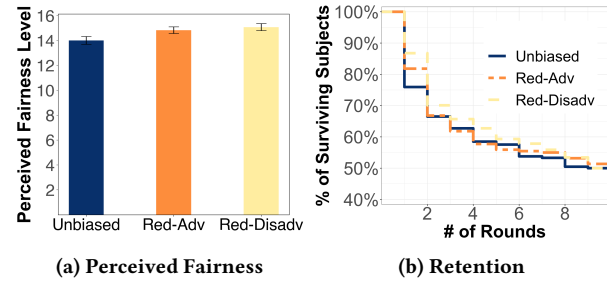 Perceived Fairness Level
16
14
12
10
8
6
4
2
Unbiased Red-Adv Red-Disadv
(a) Perceived Fairness
% of Surviving Subjects
100%
90%
80%
70%
60%
50%
40%
Unbiased
Red-Adv
Red-Disadv
2 4 6 8
# of Rounds
(b) Retention